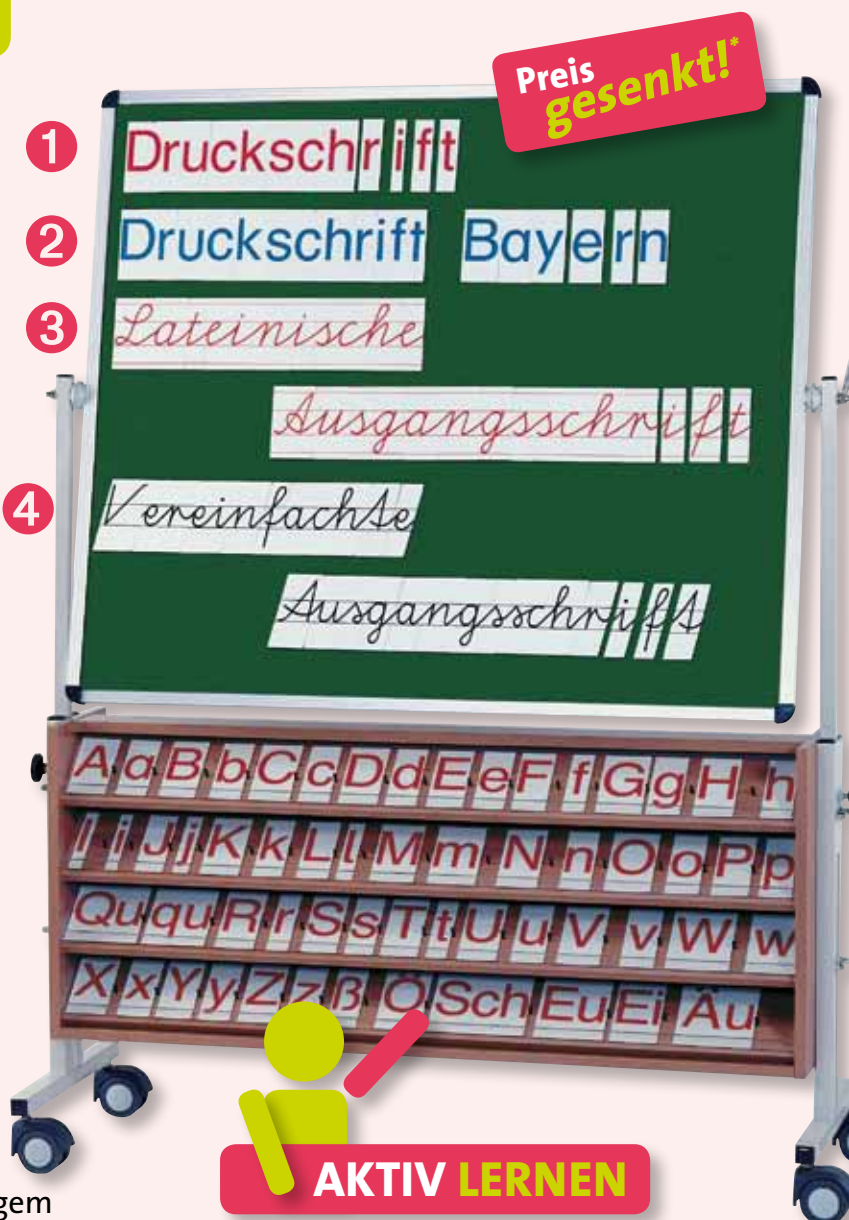 Preis
gesenkt!*
1
Druckschrift
2
Druckschrift Bayern
3
Lateinische
Ausgangsschrift
4
Vereinfachte
Ausgangsschrift
A a B b C c D d E e F f G g H h
I i J j K k L l M m N n O o P p
Qu qu R r S s T t U u V v W w
X x Y y Z z ß Ö Sch Eu Ei Äu
AKTIV LERNEN
gem